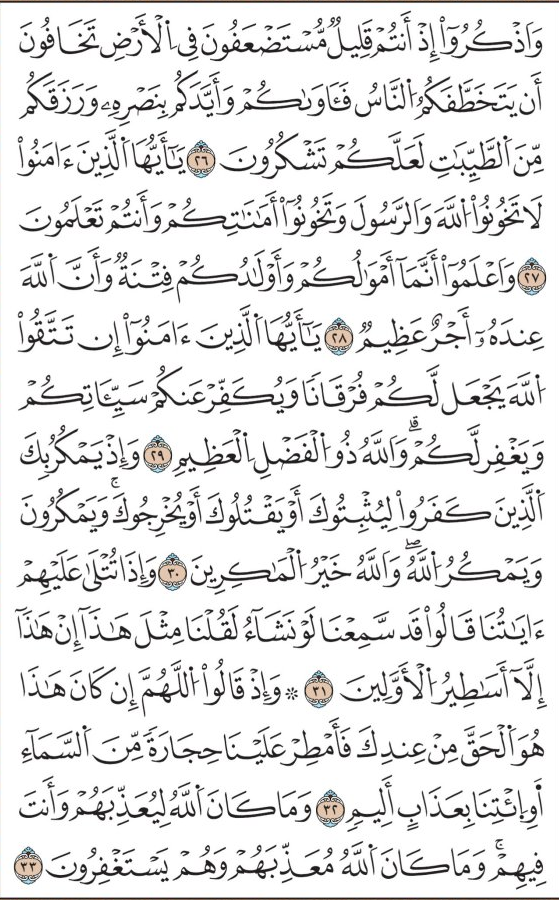 وَٱذۡكُرُوٓاْ إِذۡ أَنتُمۡ قَلِيلٞ مُّسۡتَضۡعَفُونَ فِي ٱلۡأَرۡضِ تَخَافُونَ
أَن يَتَخَطَّفَكُمُ ٱلنَّاسُ فَـَٔاوَىٰكُمۡ وَأَيَّدَكُم بِنَصۡرِهِۦ وَرَزَقَكُم
مِّنَ ٱلطَّيِّبَٰتِ لَعَلَّكُمۡ تَشۡكُرُونَ ٢٦ يَـٰٓأَيُّهَا ٱلَّذِينَ ءَامَنُواْ
لَا تَخُونُواْ ٱللَّهَ وَٱلرَّسُولَ وَتَخُونُوٓاْ أَمَٰنَٰتِكُمۡ وَأَنتُمۡ تَعۡلَمُونَ
٢٧ وَٱعۡلَمُوٓاْ أَنَّمَآ أَمۡوَٰلُكُمۡ وَأَوۡلَٰدُكُمۡ فِتۡنَةٞ وَأَنَّ ٱللَّهَ
عِندَهُۥٓ أَجۡرٌ عَظِيمٞ ٢٨ يَـٰٓأَيُّهَا ٱلَّذِينَ ءَامَنُوٓاْ إِن تَتَّقُواْ
ٱللَّهَ يَجۡعَل لَّكُمۡ فُرۡقَانٗا وَيُكَفِّرۡ عَنكُمۡ سَيِّـَٔاتِكُمۡ
وَيَغۡفِرۡ لَكُمۡۗ وَٱللَّهُ ذُو ٱلۡفَضۡلِ ٱلۡعَظِيمِ ٢٩ وَإِذۡ يَمۡكُرُ بِكَ
ٱلَّذِينَ كَفَرُواْ لِيُثۡبِتُوكَ أَوۡ يَقۡتُلُوكَ أَوۡ يُخۡرِجُوكَۚ وَيَمۡكُرُونَ
وَيَمۡكُرُ ٱللَّهُۖ وَٱللَّهُ خَيۡرُ ٱلۡمَٰكِرِينَ ٣٠ وَإِذَا تُتۡلَىٰ عَلَيۡهِمۡ
ءَايَٰتُنَا قَالُواْ قَدۡ سَمِعۡنَا لَوۡ نَشَآءُ لَقُلۡنَا مِثۡلَ هَٰذَآ إِنۡ هَٰذَآ
إِلَّآ أَسَٰطِيرُ ٱلۡأَوَّلِينَ ٣١ ۞ وَإِذۡ قَالُواْ ٱللَّهُمَّ إِن كَانَ هَٰذَا
هُوَ ٱلۡحَقَّ مِنۡ عِندِكَ فَأَمۡطِرۡ عَلَيۡنَا حِجَارَةٗ مِّنَ ٱلسَّمَآءِ
أَوِ ٱئۡتِنَا بِعَذَابٍ أَلِيمٖ ٣٢ وَمَا كَانَ ٱللَّهُ لِيُعَذِّبَهُمۡ وَأَنتَ
فِيهِمۡۚ وَمَا كَانَ ٱللَّهُ مُعَذِّبَهُمۡ وَهُمۡ يَسۡتَغۡفِرُونَ ٣٣